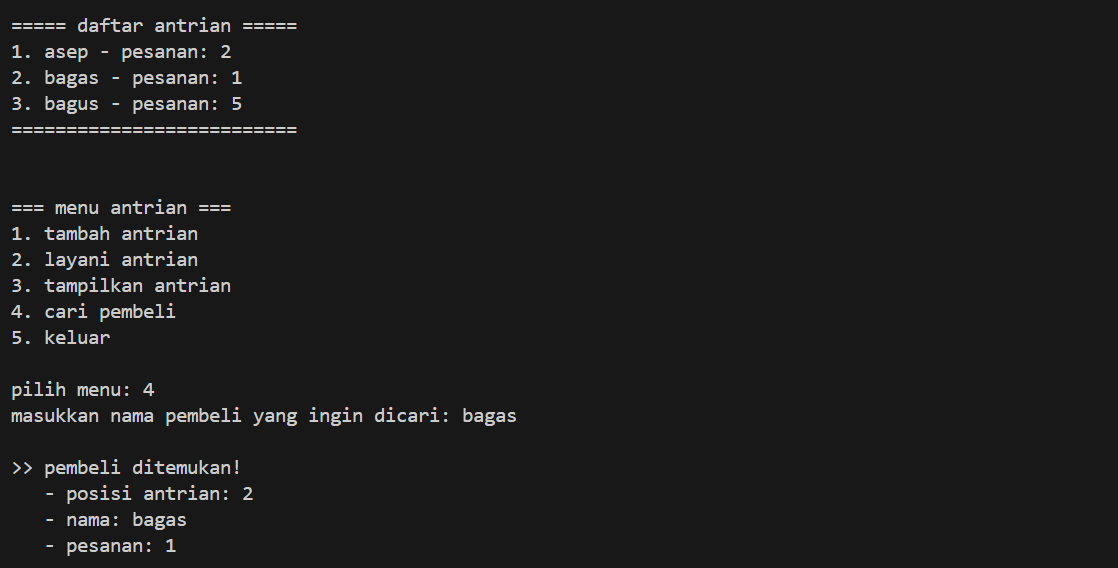 ===== daftar antrian =====
1. asep - pesanan: 2
2. bagas - pesanan: 1
3. bagus - pesanan: 5
==========================
=== menu antrian ===
1. tambah antrian
2. layani antrian
3. tampilkan antrian
4. cari pembeli
5. keluar
pilih menu: 4
masukkan nama pembeli yang ingin dicari: bagas
>> pembeli ditemukan!
- posisi antrian: 2
- nama: bagas
- pesanan: 1